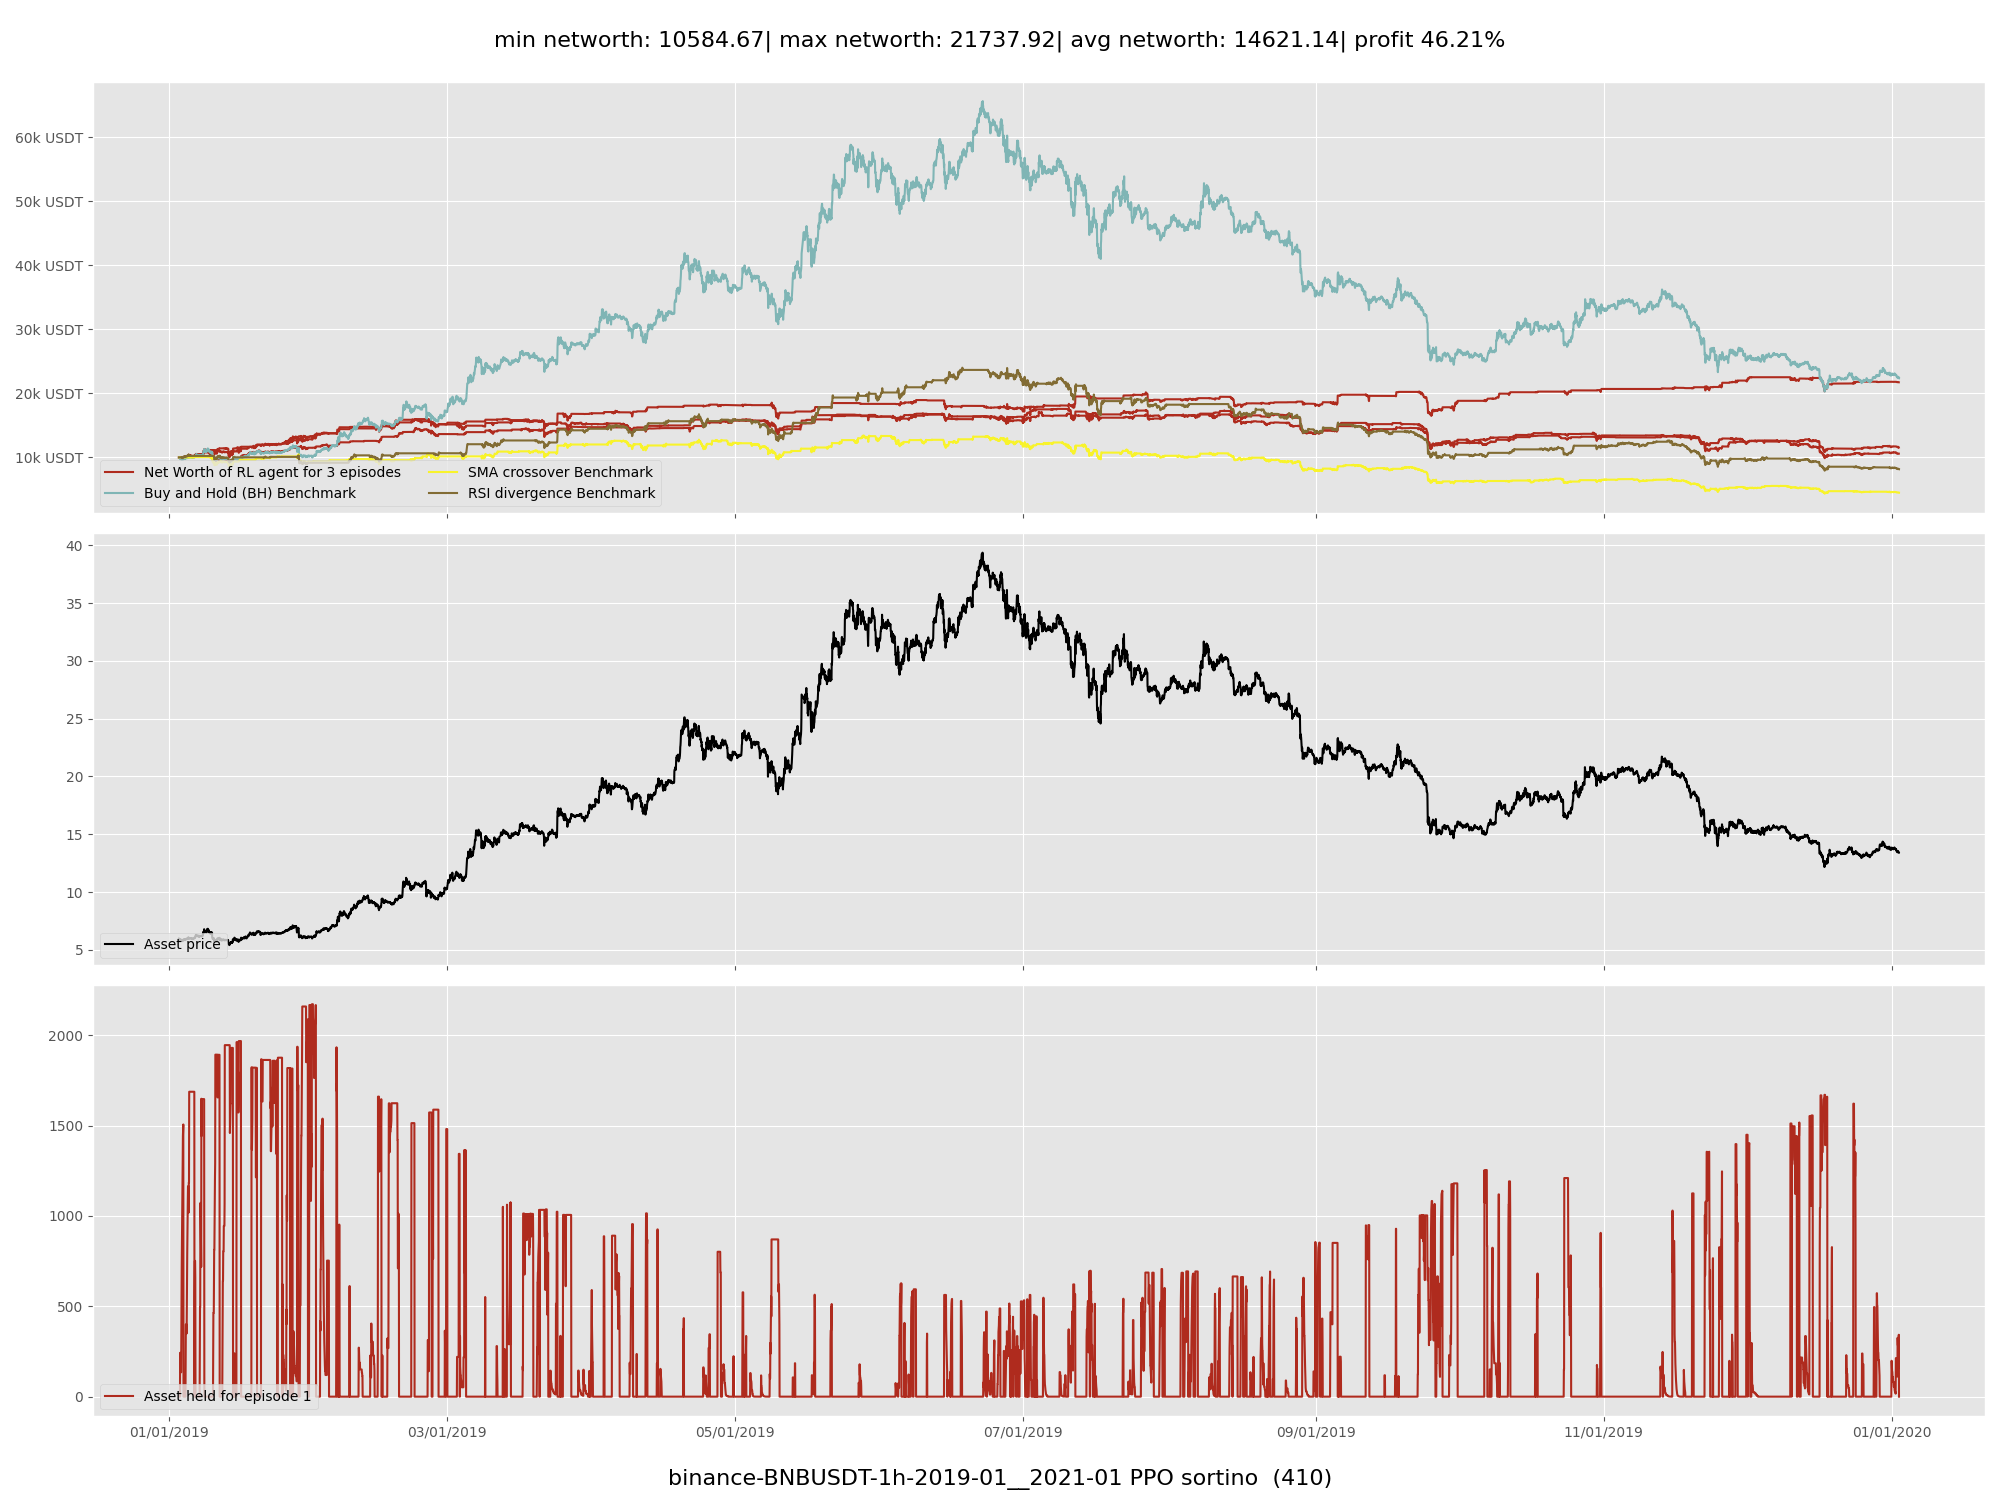 min networth: 10584.67| max networth: 21737.92| avg networth: 14621.14| profit 46.21%
60k USDT
50k USDT
40k USDT
30k USDT
20k USDT
10k USDT
Net Worth of RL agent for 3 episodes
Buy and Hold (BH) Benchmark
SMA crossover Benchmark
RSI divergence Benchmark
40
35
30
25
20
15
10
5
Asset price
2000
1500
1000
500
0
Asset held for episode 1
01/01/2019 03/01/2019 05/01/2019 07/01/2019 09/01/2019 11/01/2019 01/01/2020
binance-BNBUSDT-1h-2019-01__2021-01 PPO sortino (410)